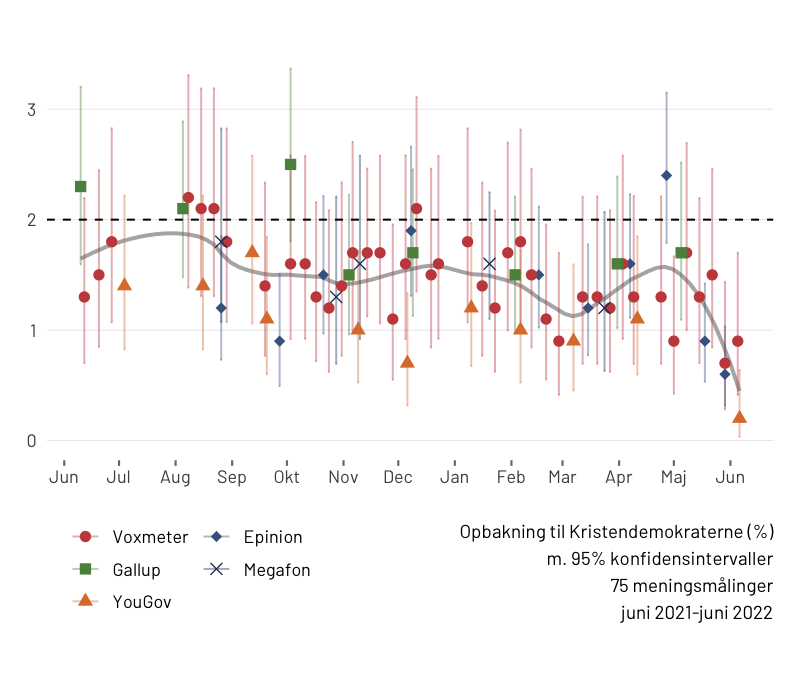 3
2
1
0
Jun Jul Aug Sep Okt Nov Dec Jan Feb Mar Apr Maj Jun
Voxmeter Epinion
Gallup Megafon
YouGov
Opbakning til Kristendemokraterne (%)
m. 95% konfidensintervaller
75 meningsmålinger
juni 2021-juni 2022